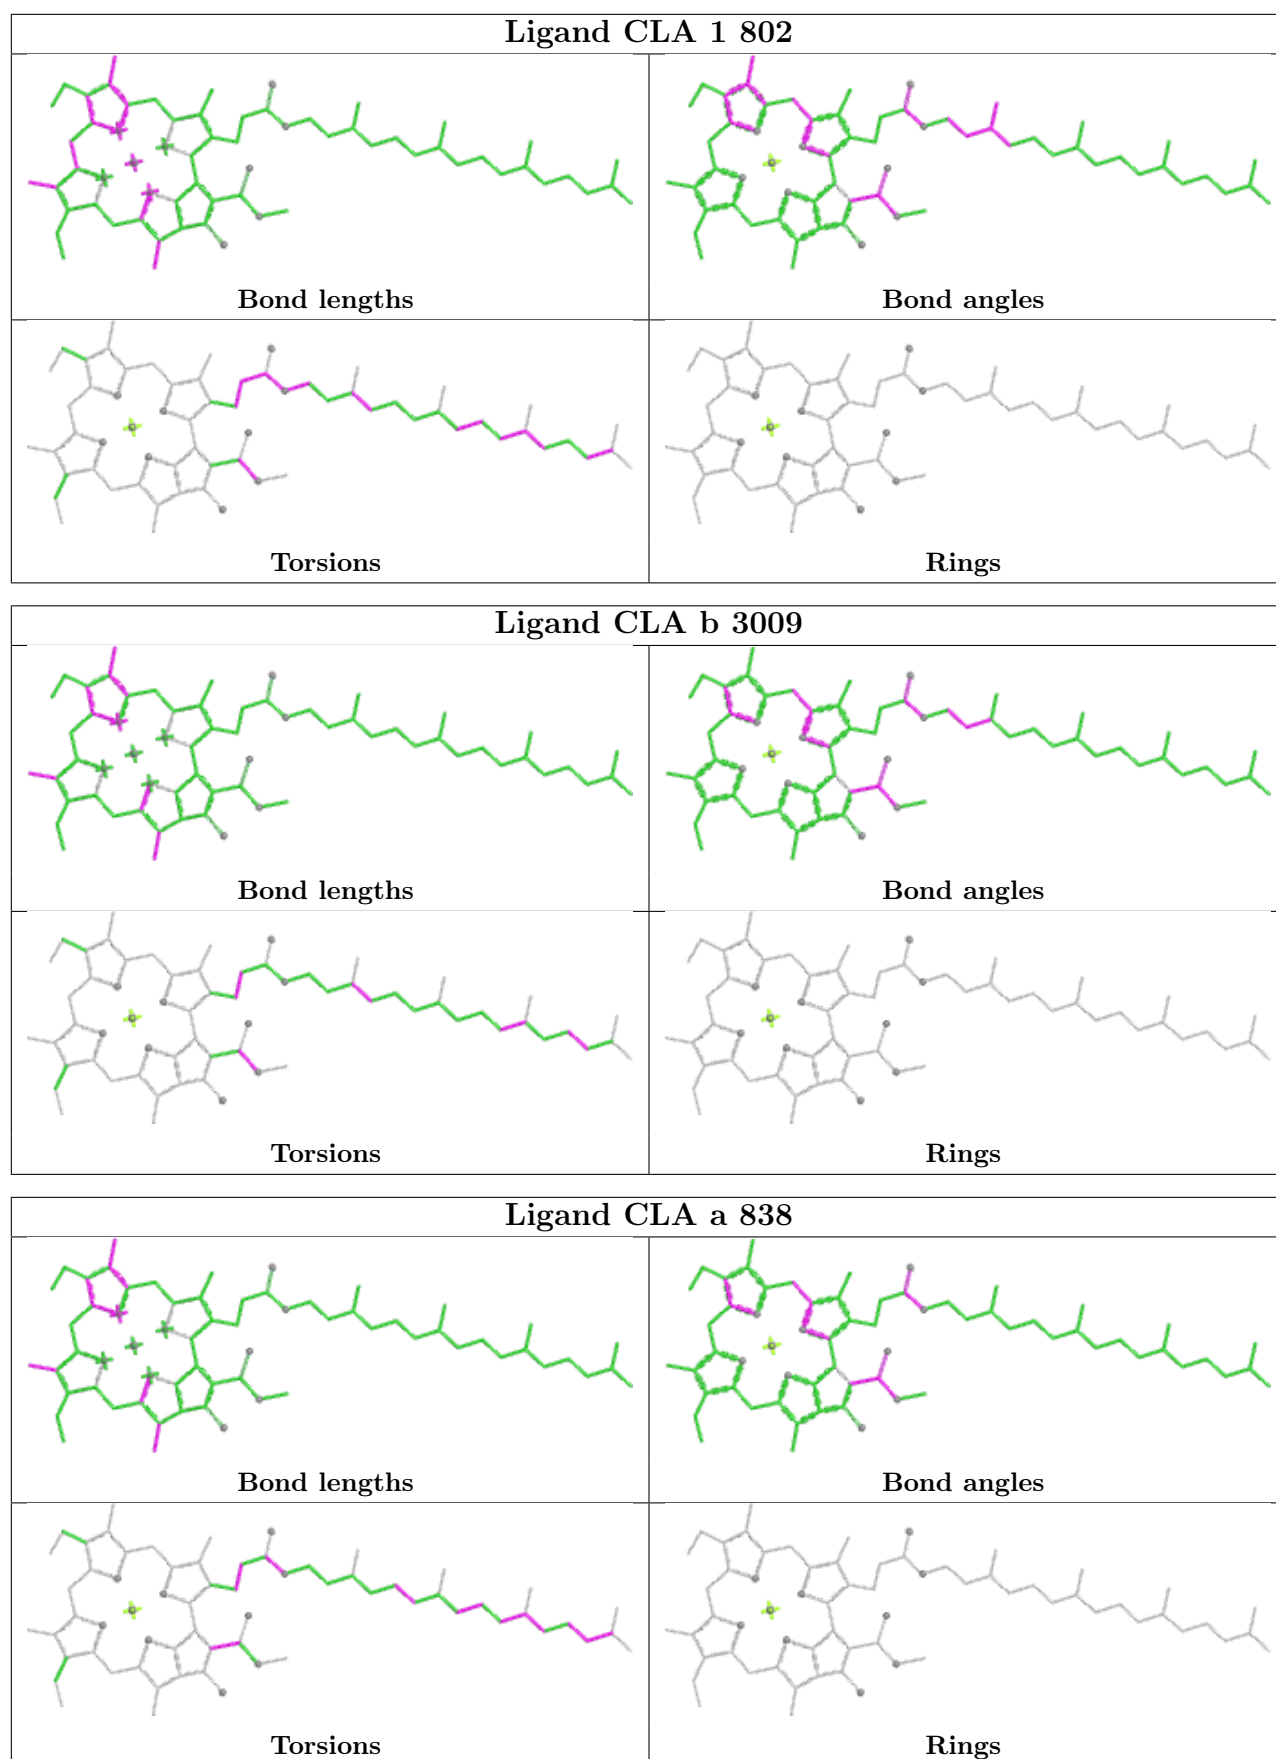 Ligand CLA 1 802
Bond lengths
Bond angles
Torsions
Rings
Ligand CLA b 3009
Bond lengths
Bond angles
Torsions
Rings
Ligand CLA a 838
Bond lengths
Bond angles
Torsions
Rings